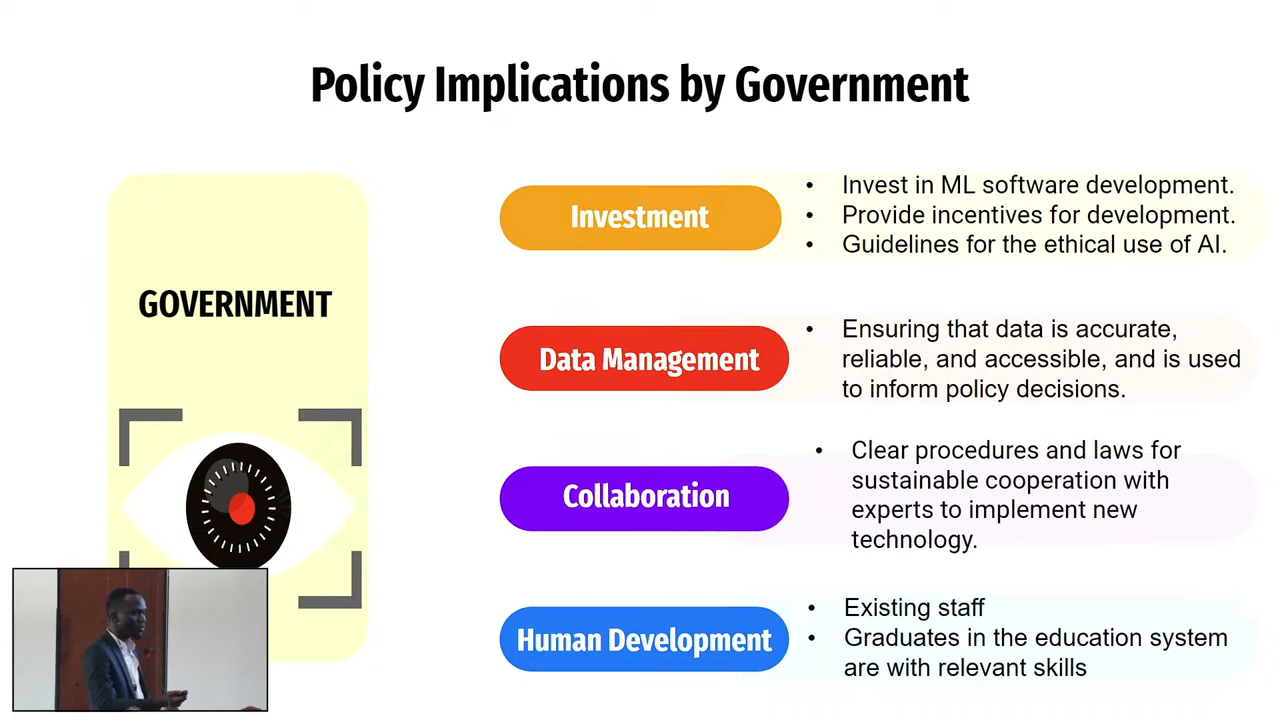 Policy Implications by Government
GOVERNMENT
Investment
• Invest in ML software development.
• Provide incentives for development.
• Guidelines for the ethical use of AI.
Data Management
• Ensuring that data is accurate,
reliable, and accessible, and is used
to inform policy decisions.
Collaboration
• Clear procedures and laws for
sustainable cooperation with
experts to implement new
technology.
Human Development
• Existing staff
• Graduates in the education system
are with relevant skills